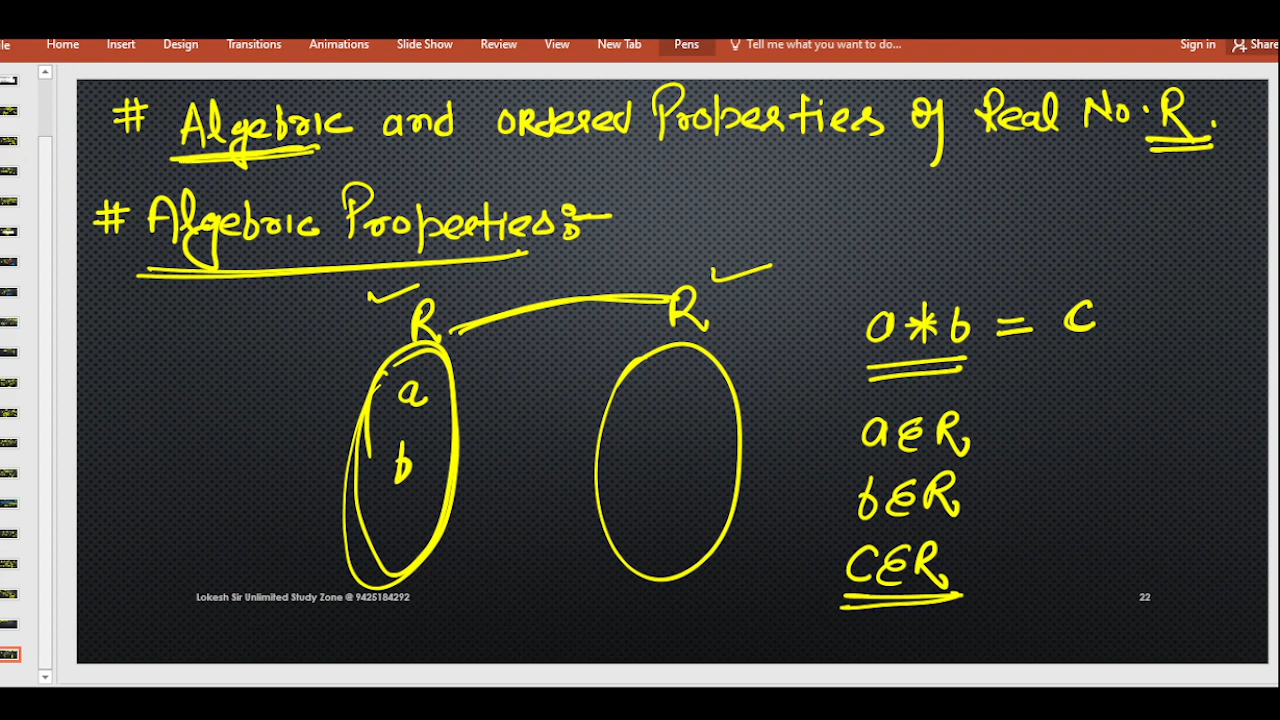 Home Insert Design Transitions Animations Slide Show Review View New Tab Pens Tell me what you want to do... Sign in Share
# Algebric and ordered Properties of Real No. R.
# Algebric Properties:-
R R
a * b = c
a
a ∈ R
b
b ∈ R
C ∈ R
Lokesh Sir Unlimited Study Zone @ 9425184292 22